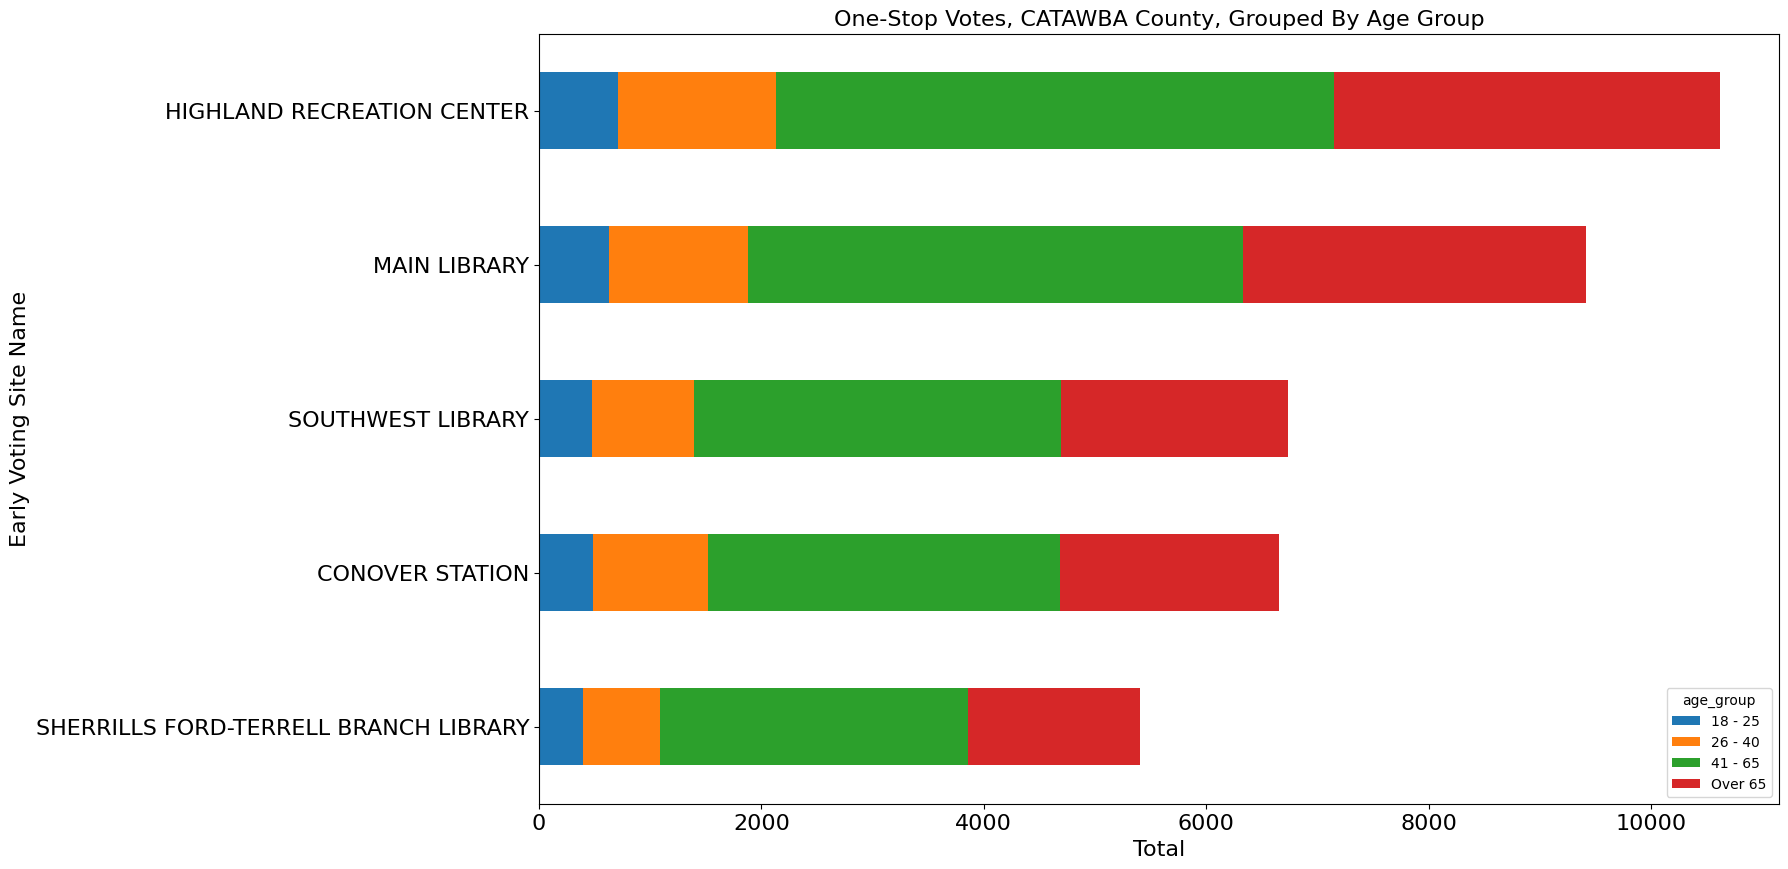 One-Stop Votes, CATAWBA County, Grouped By Age Group
Early Voting Site Name
HIGHLAND RECREATION CENTER
MAIN LIBRARY
SOUTHWEST LIBRARY
CONOVER STATION
SHERRILLS FORD-TERRELL BRANCH LIBRARY
age_group
18 - 25
26 - 40
41 - 65
Over 65
0 2000 4000 6000 8000 10000
Total